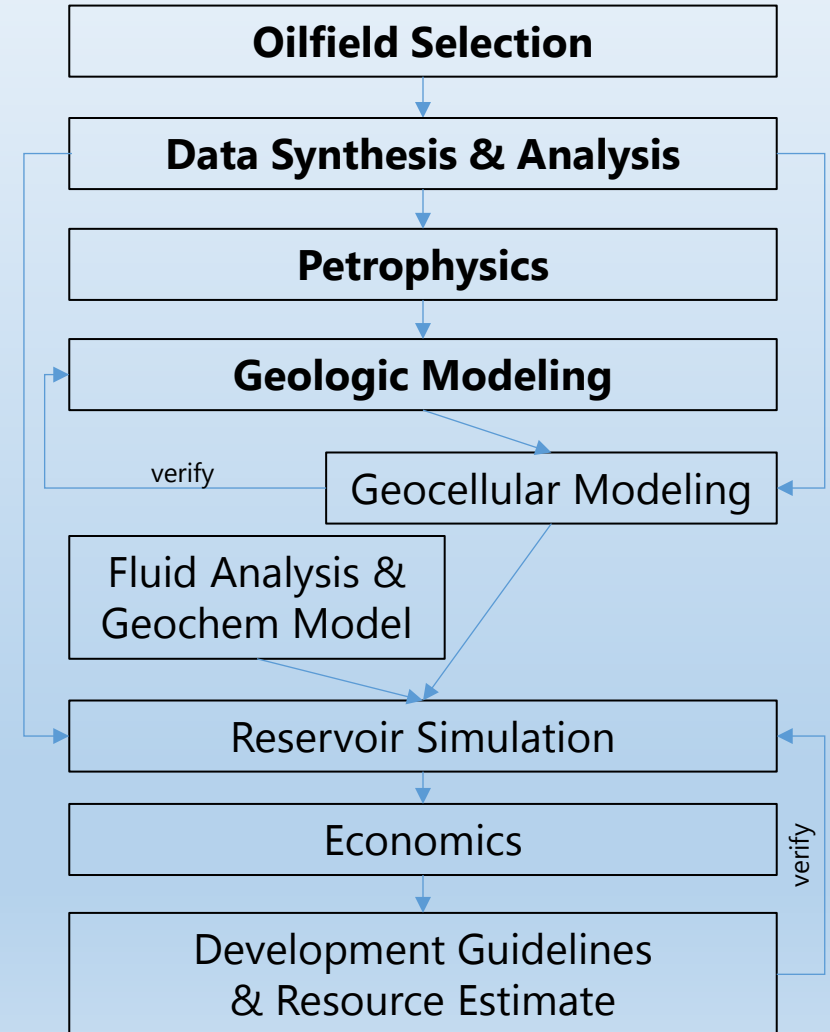 Oilfield Selection
Data Synthesis & Analysis
Petrophysics
Geologic Modeling
verify
Geocellular Modeling
Fluid Analysis &
Geochem Model
Reservoir Simulation
Economics
verify
Development Guidelines
& Resource Estimate